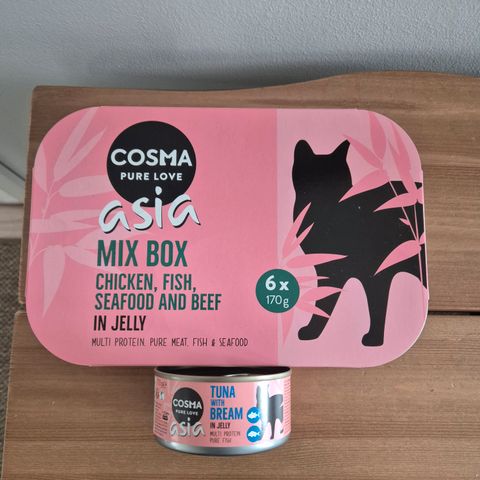 COSMA
PURE LOVE
asia
MIX BOX
CHICKEN, FISH,
SEAFOOD AND BEEF
IN JELLY
MULTI PROTEIN. PURE MEAT, FISH & SEAFOOD
6 x
170g
COSMA
PURE LOVE
asia
TUNA
WITH
BREAM
IN JELLY
MULTI PROTEIN
PURE FISH